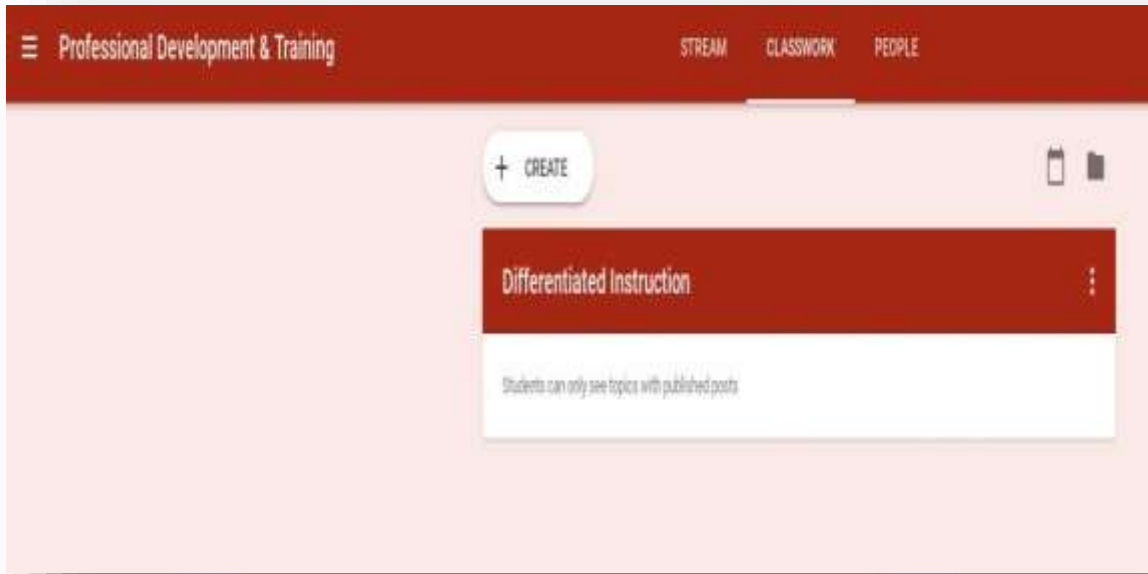 Professional Development & Training
STREAM CLASSWORK PEOPLE
+ CREATE
Differentiated Instruction
Students can only see topics with published posts